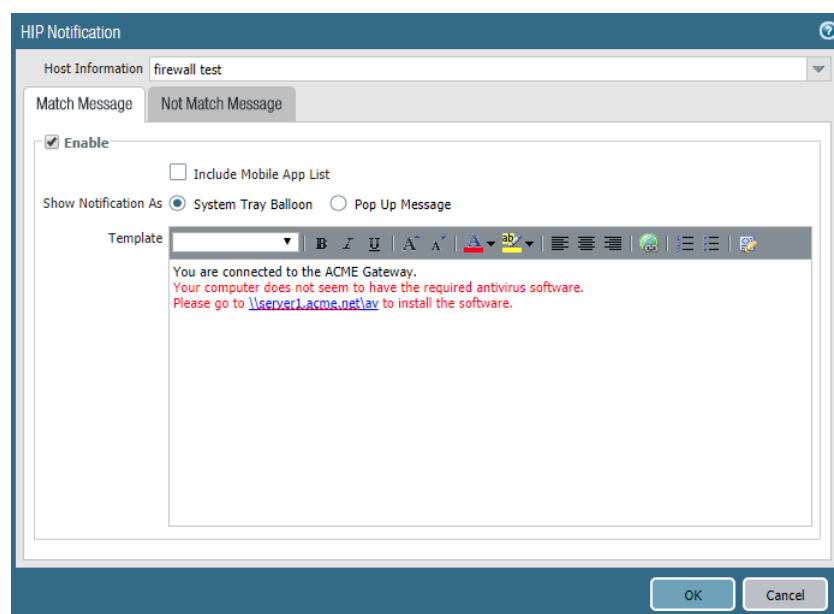 HIP Notification
Host Information firewall test
Match Message Not Match Message
Enable
Include Mobile App List
Show Notification As System Tray Balloon Pop Up Message
Template B I U A A A ab
You are connected to the ACME Gateway.
Your computer does not seem to have the required antivirus software.
Please go to \\server1.acme.net\av to install the software.
OK Cancel